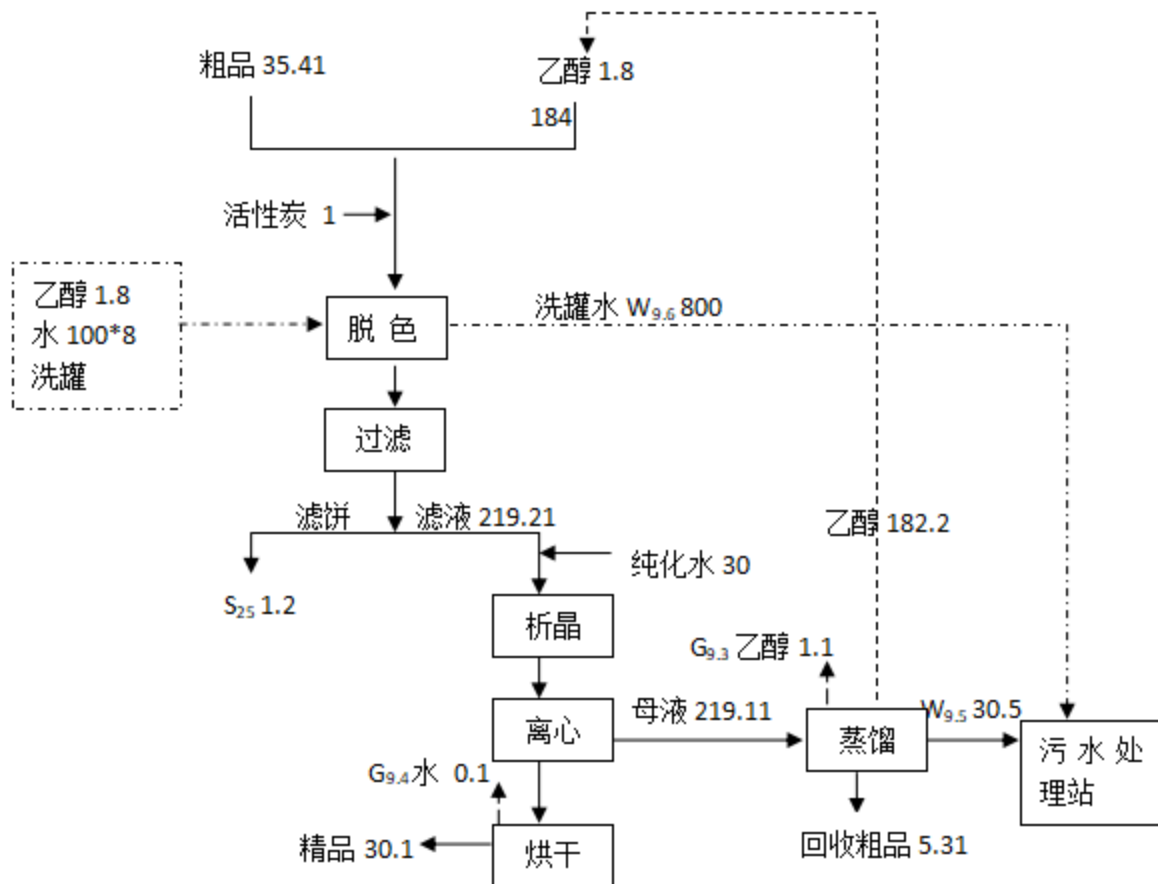 粗品 35.41
乙醇 1.8
184
活性炭 1
乙醇 1.8
水 100*8
洗罐
脱 色
洗罐水 W9.6 800
过滤
滤饼
滤液 219.21
乙醇 182.2
纯化水 30
S25 1.2
析晶
G9.3 乙醇 1.1
母液 219.11
W9.5 30.5
离心
蒸馏
污 水 处
理站
G9.4 水 0.1
精品 30.1
烘干
回收粗品 5.31